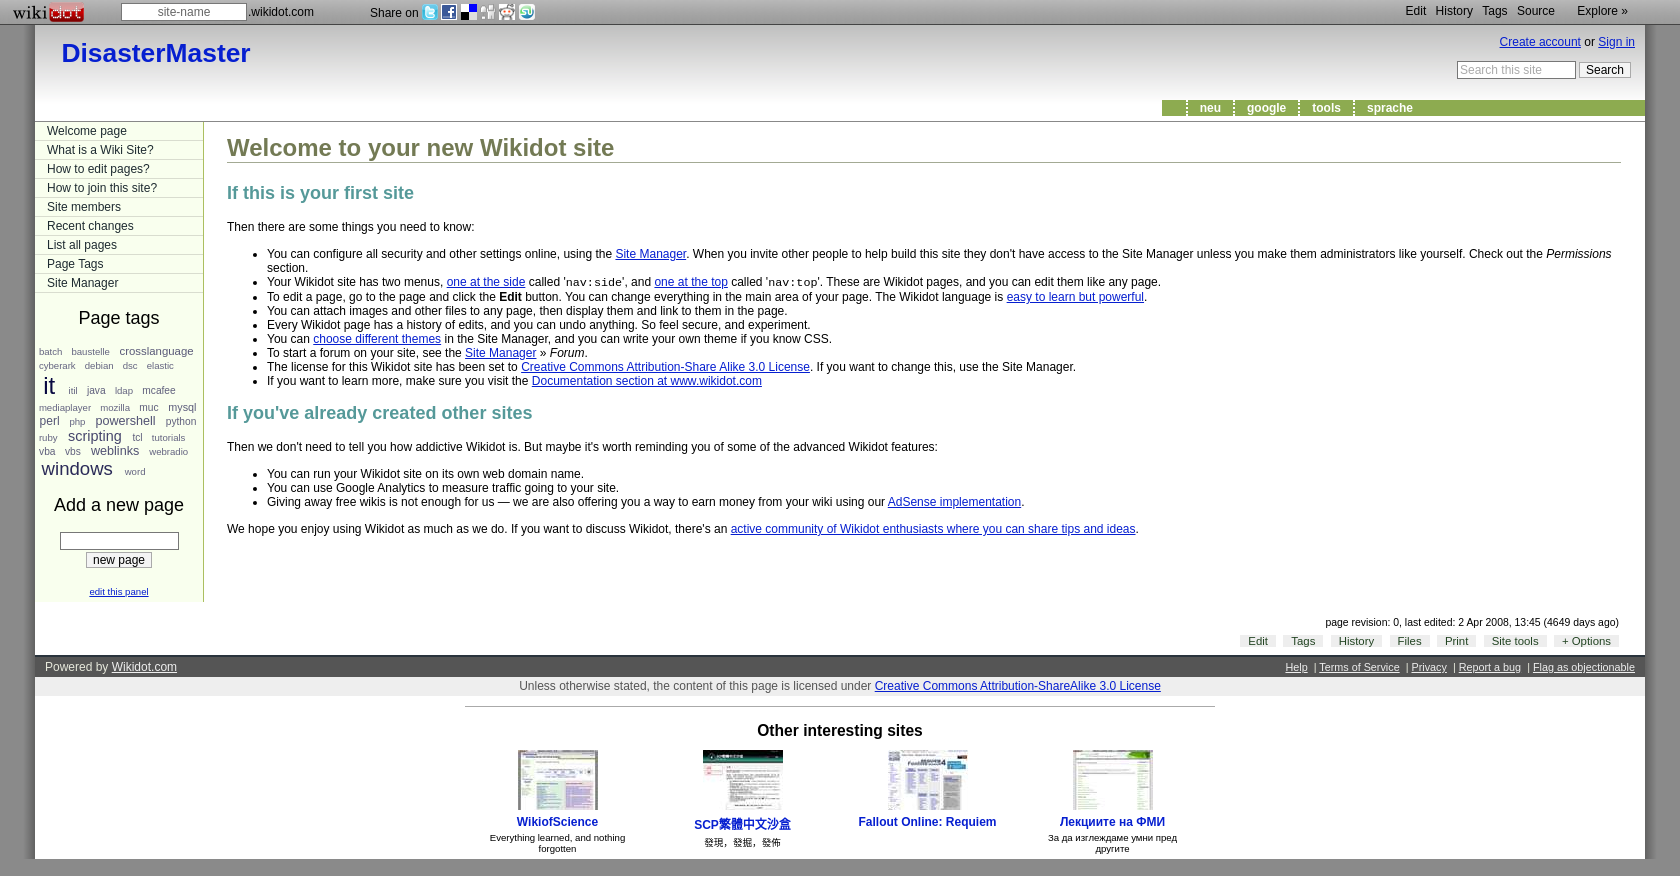 wikidot site-name .wikidot.com Share on Edit History Tags Source Explore »
DisasterMaster
Create account or Sign in
Search this site Search
neu google tools sprache
Welcome page
What is a Wiki Site?
How to edit pages?
How to join this site?
Site members
Recent changes
List all pages
Page Tags
Site Manager
Page tags
batch baustelle crosslanguage
cyberark debian dsc elastic
it itil java ldap mcafee
mediaplayer mozilla muc mysql
perl php powershell python
ruby scripting tcl tutorials
vba vbs weblinks webradio
windows word
Add a new page
new page
edit this panel
Welcome to your new Wikidot site
If this is your first site
Then there are some things you need to know:
You can configure all security and other settings online, using the Site Manager. When you invite other people to help build this site they don't have access to the Site Manager unless you make them administrators like yourself. Check out the Permissions
section.
Your Wikidot site has two menus, one at the side called 'nav:side', and one at the top called 'nav:top'. These are Wikidot pages, and you can edit them like any page.
To edit a page, go to the page and click the Edit button. You can change everything in the main area of your page. The Wikidot language is easy to learn but powerful.
You can attach images and other files to any page, then display them and link to them in the page.
Every Wikidot page has a history of edits, and you can undo anything. So feel secure, and experiment.
You can choose different themes in the Site Manager, and you can write your own theme if you know CSS.
To start a forum on your site, see the Site Manager » Forum.
The license for this Wikidot site has been set to Creative Commons Attribution-Share Alike 3.0 License. If you want to change this, use the Site Manager.
If you want to learn more, make sure you visit the Documentation section at www.wikidot.com
If you've already created other sites
Then we don't need to tell you how addictive Wikidot is. But maybe it's worth reminding you of some of the advanced Wikidot features:
You can run your Wikidot site on its own web domain name.
You can use Google Analytics to measure traffic going to your site.
Giving away free wikis is not enough for us — we are also offering you a way to earn money from your wiki using our AdSense implementation.
We hope you enjoy using Wikidot as much as we do. If you want to discuss Wikidot, there's an active community of Wikidot enthusiasts where you can share tips and ideas.
page revision: 0, last edited: 2 Apr 2008, 13:45 (4649 days ago)
Edit Tags History Files Print Site tools + Options
Powered by Wikidot.com Help | Terms of Service | Privacy | Report a bug | Flag as objectionable
Unless otherwise stated, the content of this page is licensed under Creative Commons Attribution-ShareAlike 3.0 License
Other interesting sites
WikiofScience
Everything learned, and nothing
forgotten
SCP繁體中文沙盒
發現，發掘，發佈
Fallout Online: Requiem
Лекциите на ФМИ
За да изглеждаме умни пред
другите